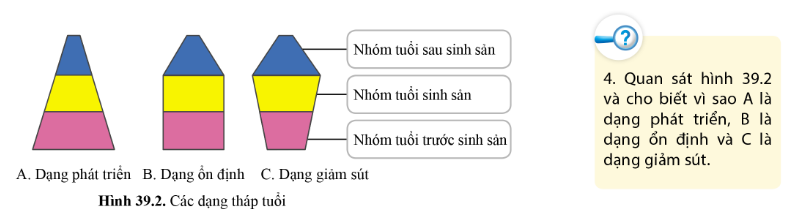 Nhóm tuổi sau sinh sản
Nhóm tuổi sinh sản
Nhóm tuổi trước sinh sản
A. Dạng phát triển B. Dạng ổn định C. Dạng giảm sút
Hình 39.2. Các dạng tháp tuổi
?
4. Quan sát hình 39.2
và cho biết vì sao A là
dạng phát triển, B là
dạng ổn định và C là
dạng giảm sút.